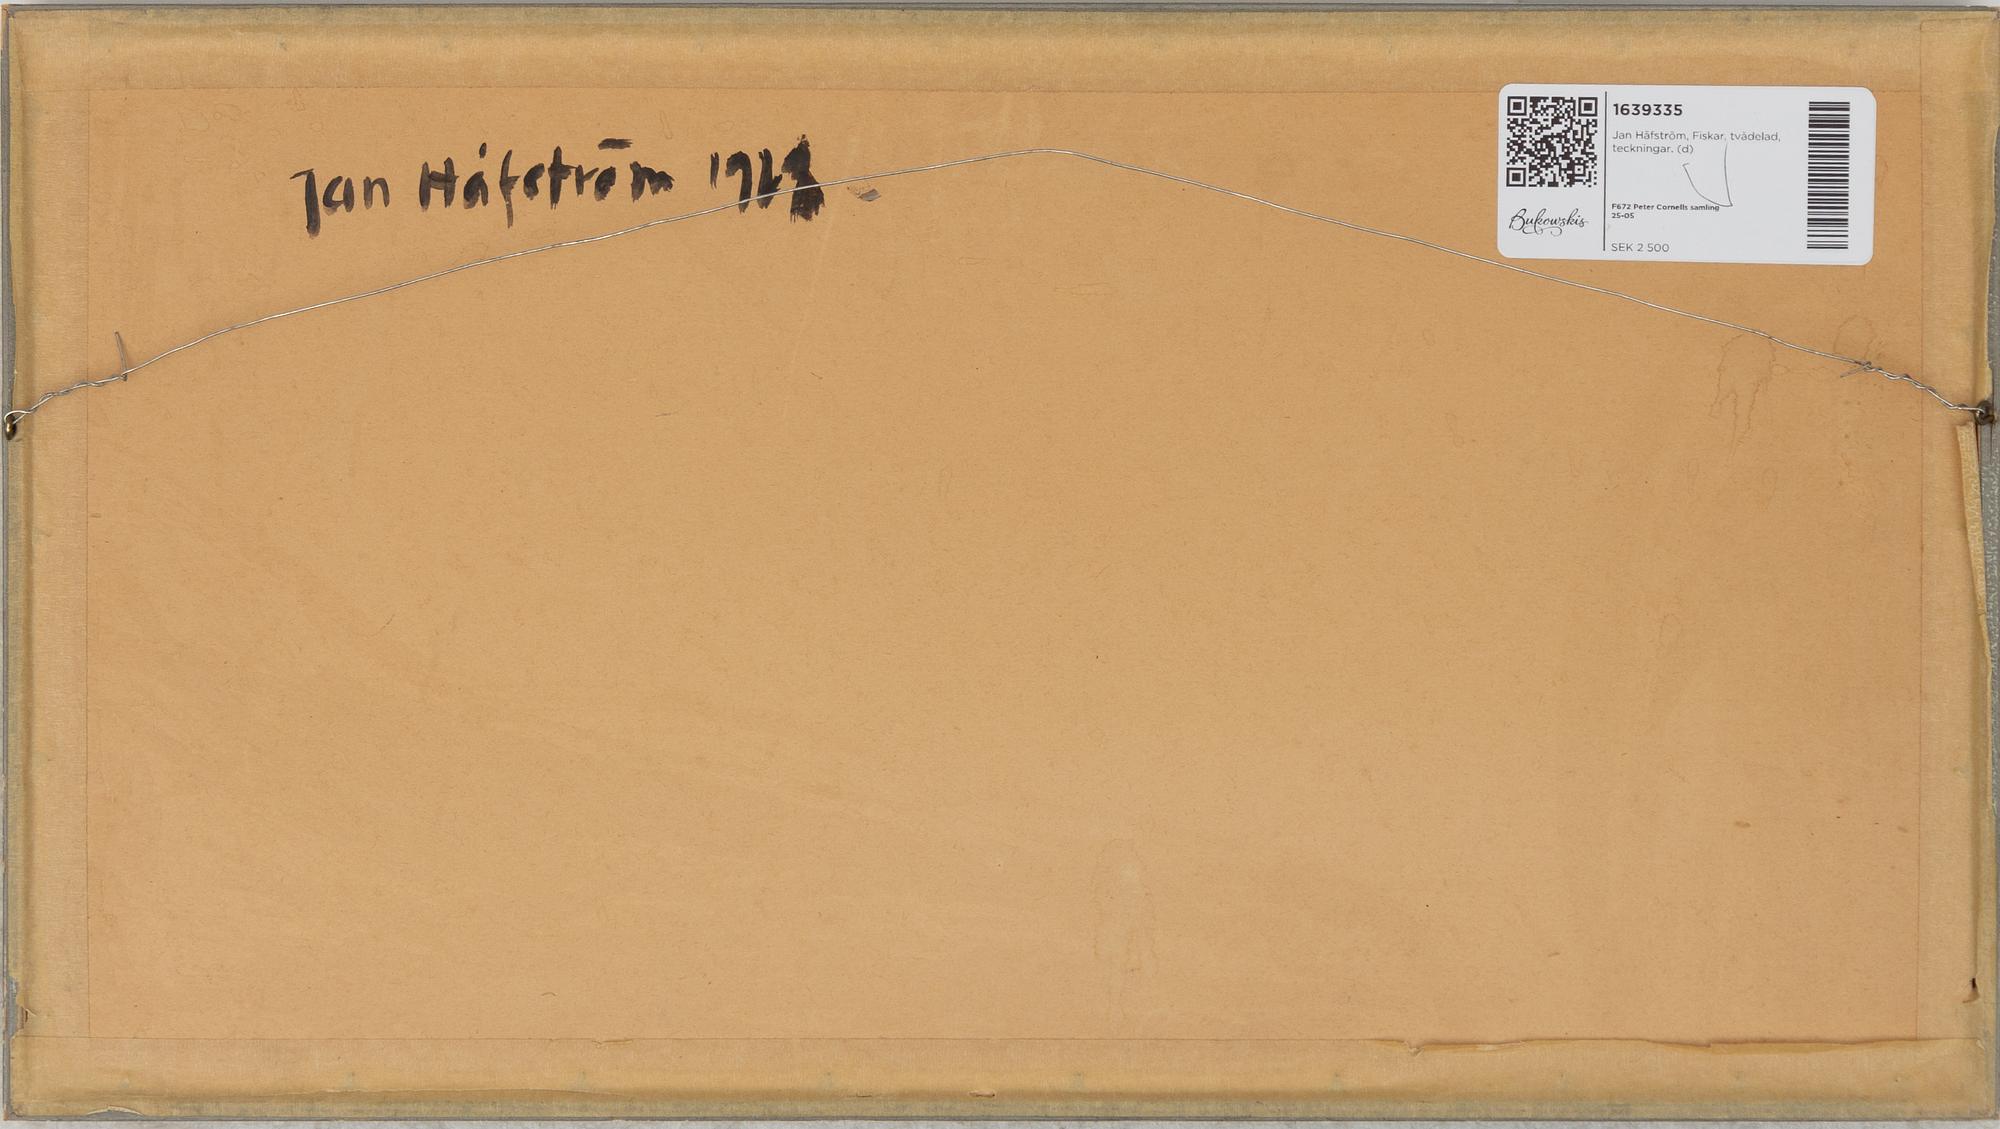 Jan Håfström
1639335
Jan Håfström, Fiskar, tvådelad,
teckningar. (d)
F672 Peter Cornells samling
25-05
SEK 2 500
Bukowskis